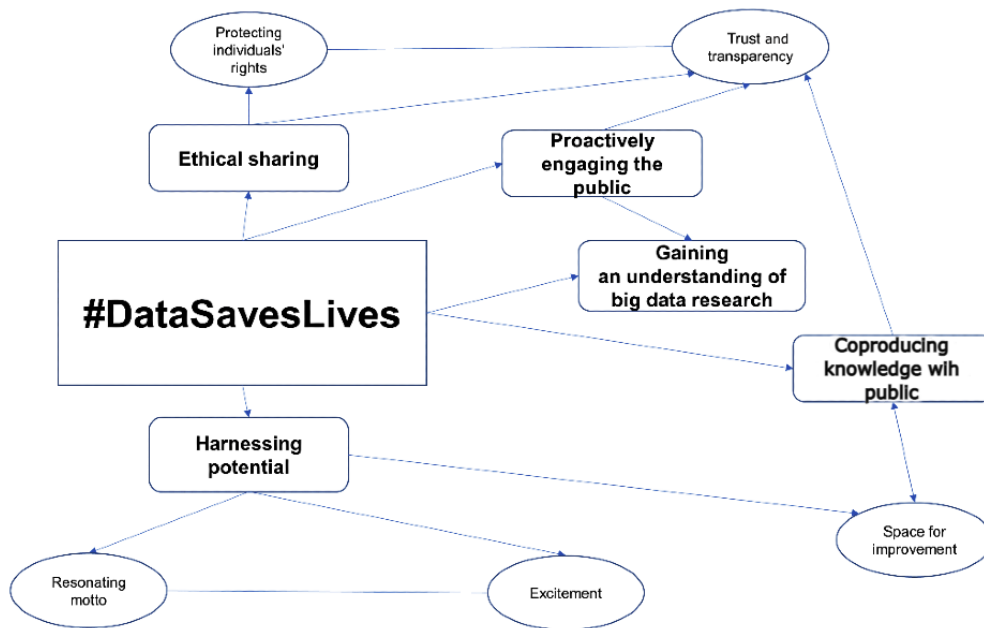 Protecting
individuals'
rights
Trust and
transparency
Ethical sharing
Proactively
engaging the
public
#DataSavesLives
Gaining
an understanding of
big data research
Coproducing
knowledge wih
public
Harnessing
potential
Space for
improvement
Resonating
motto
Excitement